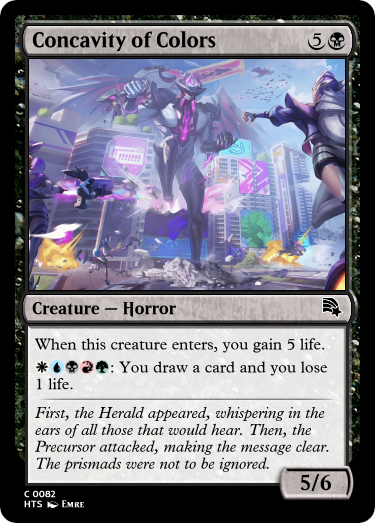 Concavity of Colors 5
Creature — Horror
When this creature enters, you gain 5 life.
: You draw a card and you lose
1 life.
First, the Herald appeared, whispering in the
ears of all those that would hear. Then, the
Precursor attacked, making the message clear.
The prismads were not to be ignored.
5/6
C 0082
HTS EMRE